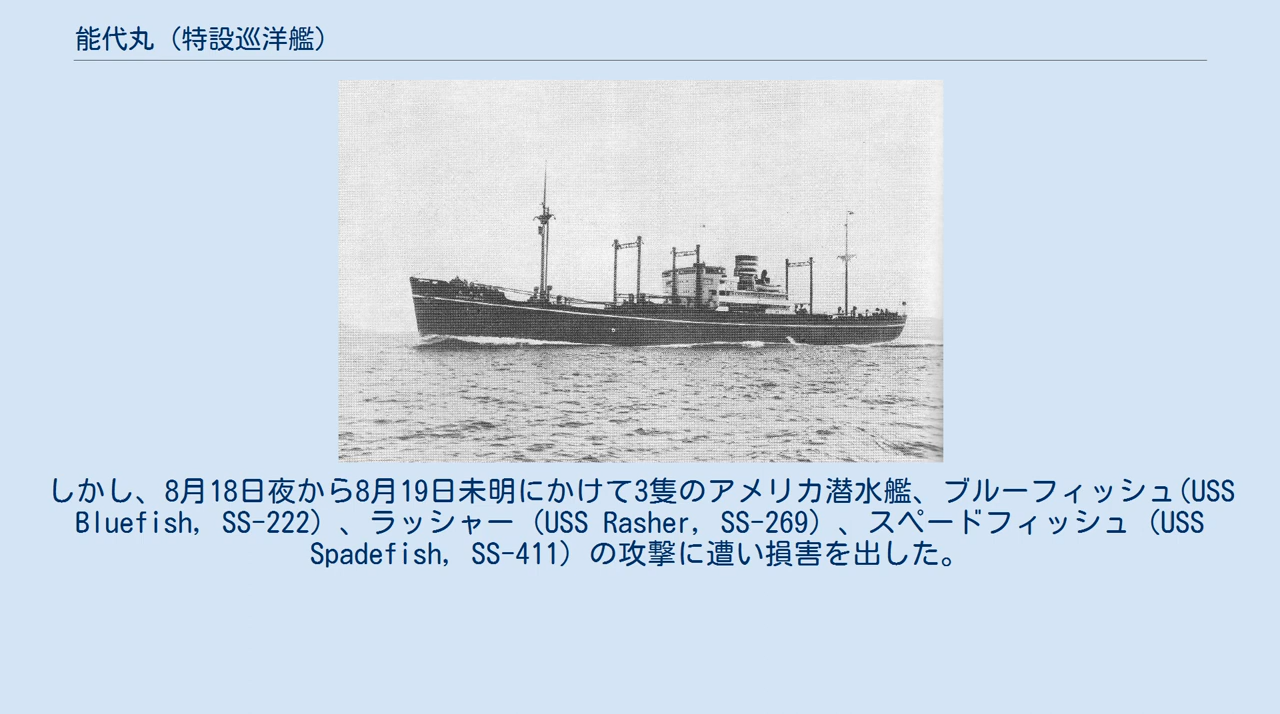 能代丸（特設巡洋艦）
しかし、8月18日夜から8月19日未明にかけて3隻のアメリカ潜水艦、ブルーフィッシュ(USS
Bluefish, SS-222）、ラッシャー（USS Rasher, SS-269）、スペードフィッシュ（USS
Spadefish, SS-411）の攻撃に遭い損害を出した。